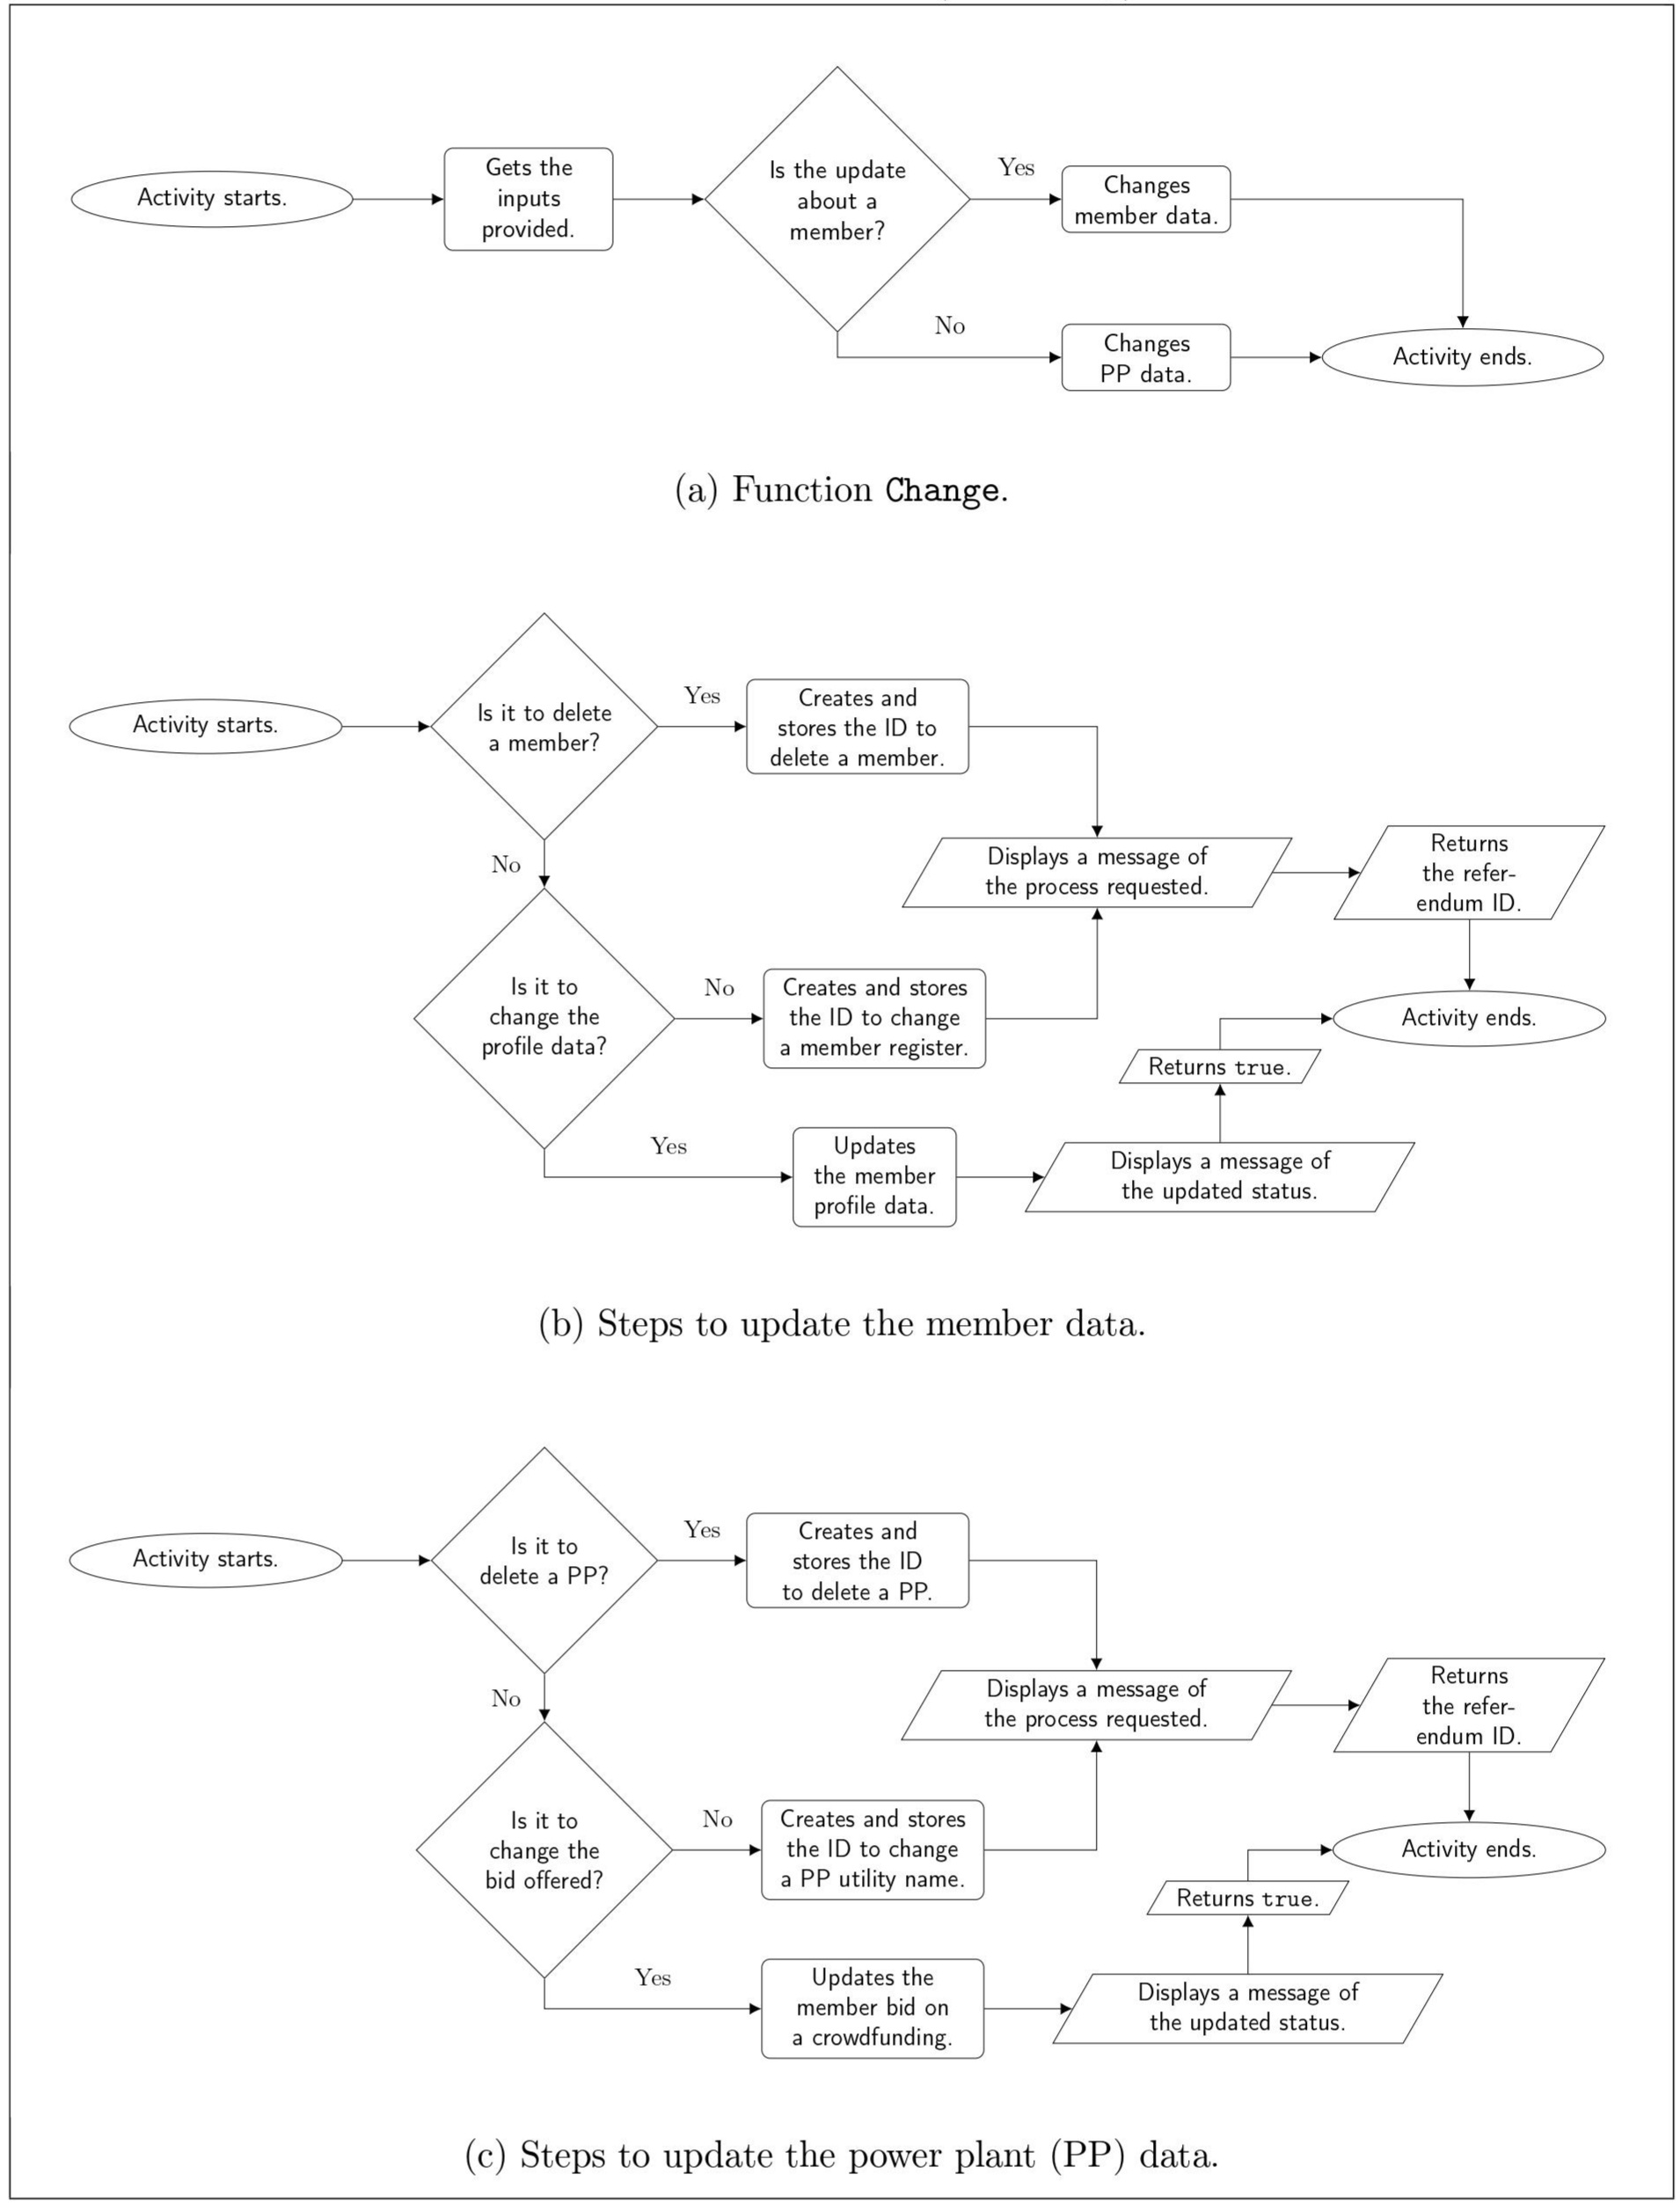 Activity starts.
Gets the
inputs
provided.
Is the update
about a
member?
Yes
Changes
member data.
No
Changes
PP data.
Activity ends.
(a) Function Change.
Activity starts.
Is it to delete
a member?
Yes
Creates and
stores the ID to
delete a member.
No
Displays a message of
the process requested.
Returns
the refer-
endum ID.
Is it to
change the
profile data?
No
Creates and stores
the ID to change
a member register.
Activity ends.
Returns true.
Yes
Updates
the member
profile data.
Displays a message of
the updated status.
(b) Steps to update the member data.
Activity starts.
Is it to
delete a PP?
Yes
Creates and
stores the ID
to delete a PP.
No
Displays a message of
the process requested.
Returns
the refer-
endum ID.
Is it to
change the
bid offered?
No
Creates and stores
the ID to change
a PP utility name.
Activity ends.
Returns true.
Yes
Updates the
member bid on
a crowdfunding.
Displays a message of
the updated status.
(c) Steps to update the power plant (PP) data.